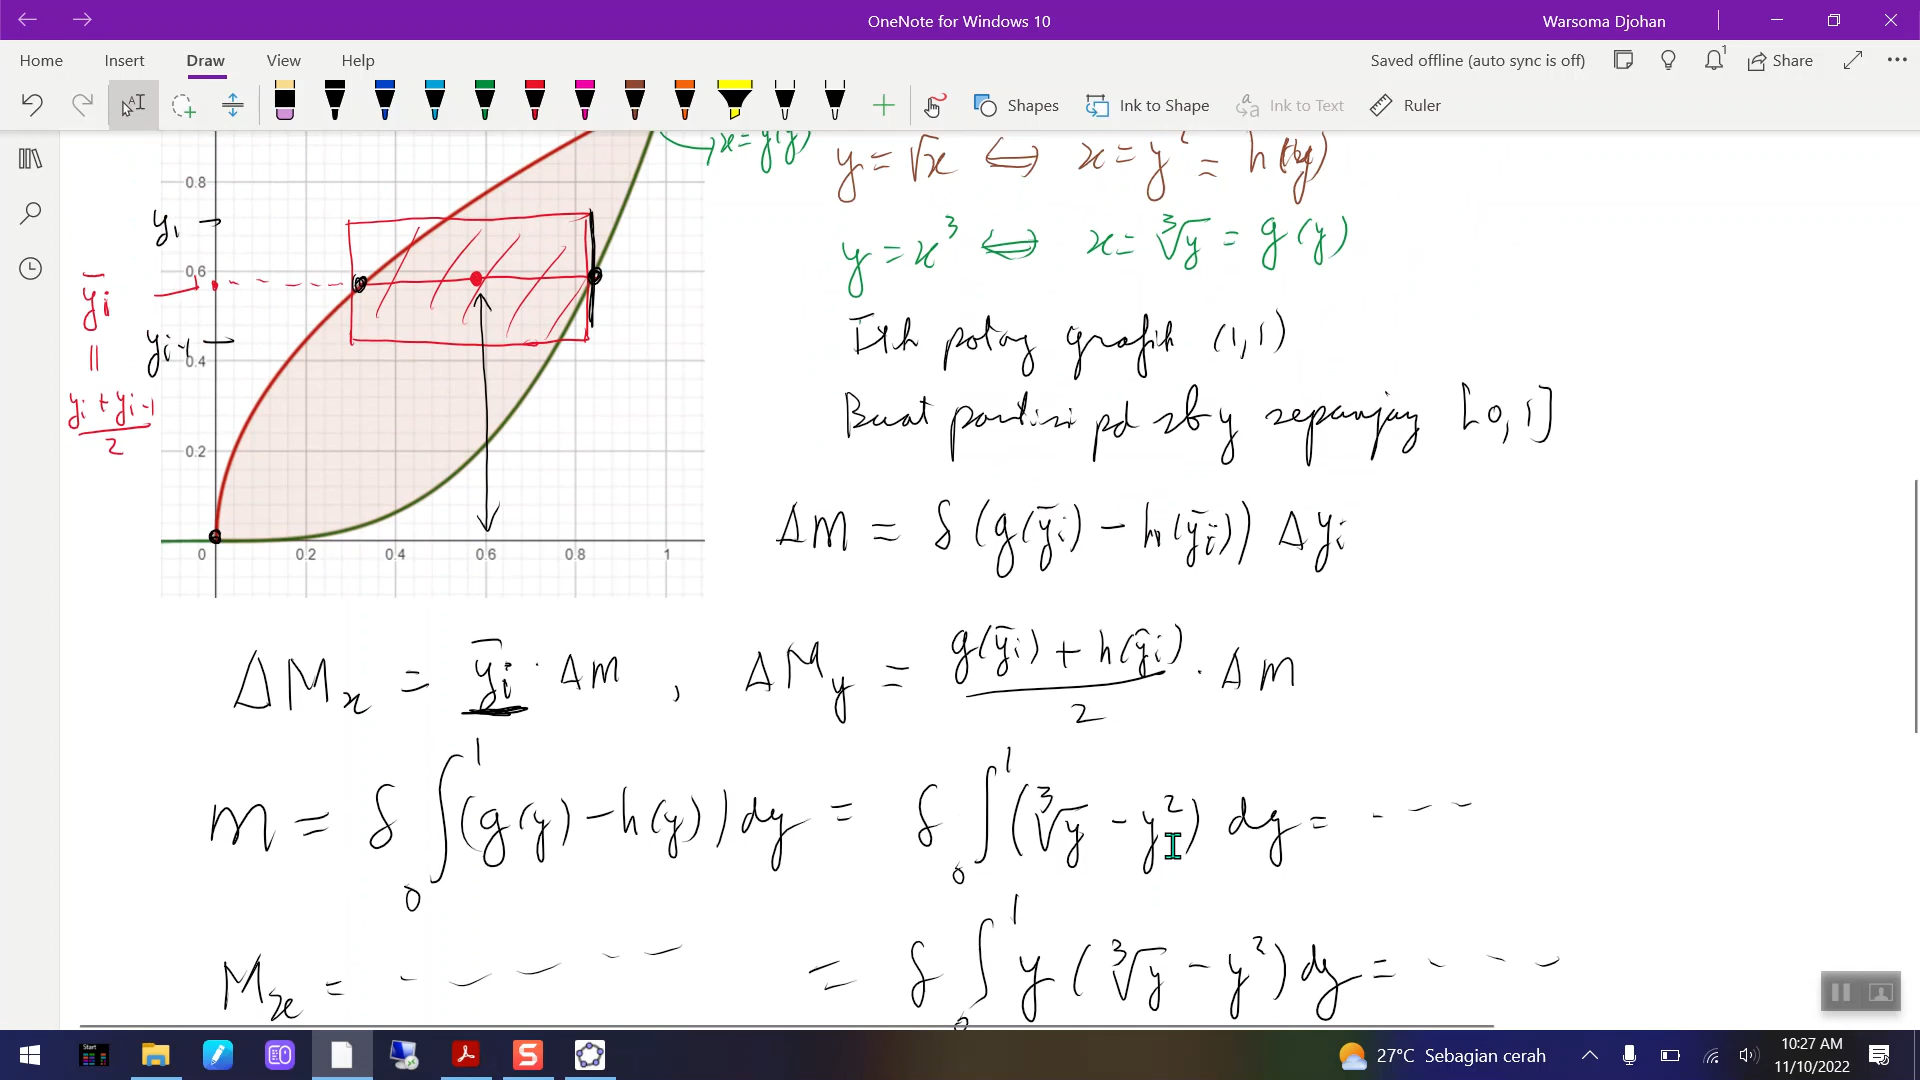 OneNote for Windows 10
Warsoma Djohan
Home Insert Draw View Help
Saved offline (auto sync is off)
1
Share
Shapes
Ink to Shape
Ink to Text
Ruler
x = g(y)
y = √x ⟺ x = y² = h(y)
y = x³ ⟺ x = ∛y = g(y)
Ttk potong grafik (1,1)
Buat partisi pd sb y sepanjang [0,1]
0.8
0.6
0.4
0.2
0 0.2 0.4 0.6 0.8 1
yᵢ →
yᵢ₋₁ →
ȳᵢ
=
(yᵢ + yᵢ₋₁)/2
Δm = δ (g(ȳᵢ) − h(ȳᵢ)) Δyᵢ
ΔMₓ = ȳᵢ · Δm , ΔM_y = (g(ȳᵢ) + h(ȳᵢ))/2 · Δm
m = δ ∫₀¹ (g(y) − h(y)) dy = δ ∫₀¹ (∛y − y²) dy = - - -
Mₓ = - - - - - = δ ∫₀¹ y (∛y − y²) dy = - - -
Start
27°C Sebagian cerah
10:27 AM
11/10/2022